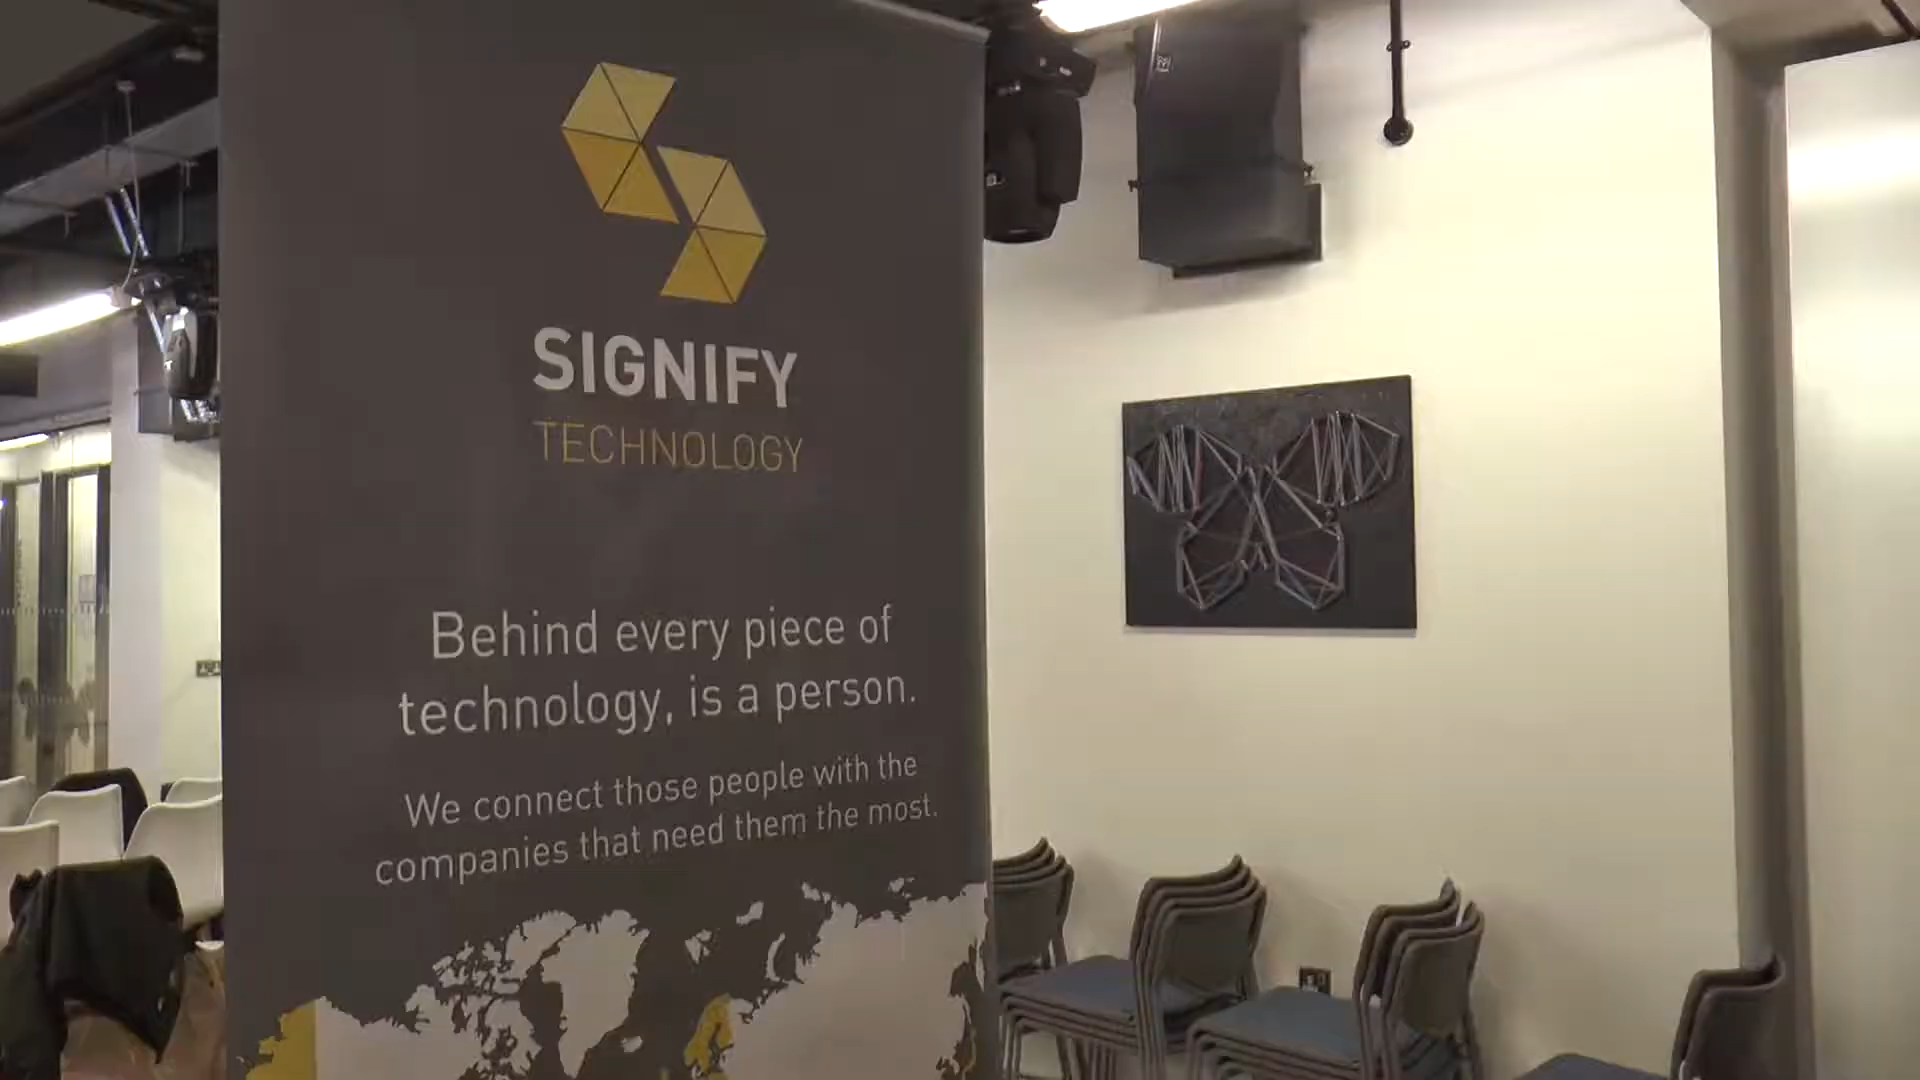 SIGNIFY
TECHNOLOGY
Behind every piece of
technology, is a person.
We connect those people with the
companies that need them the most.